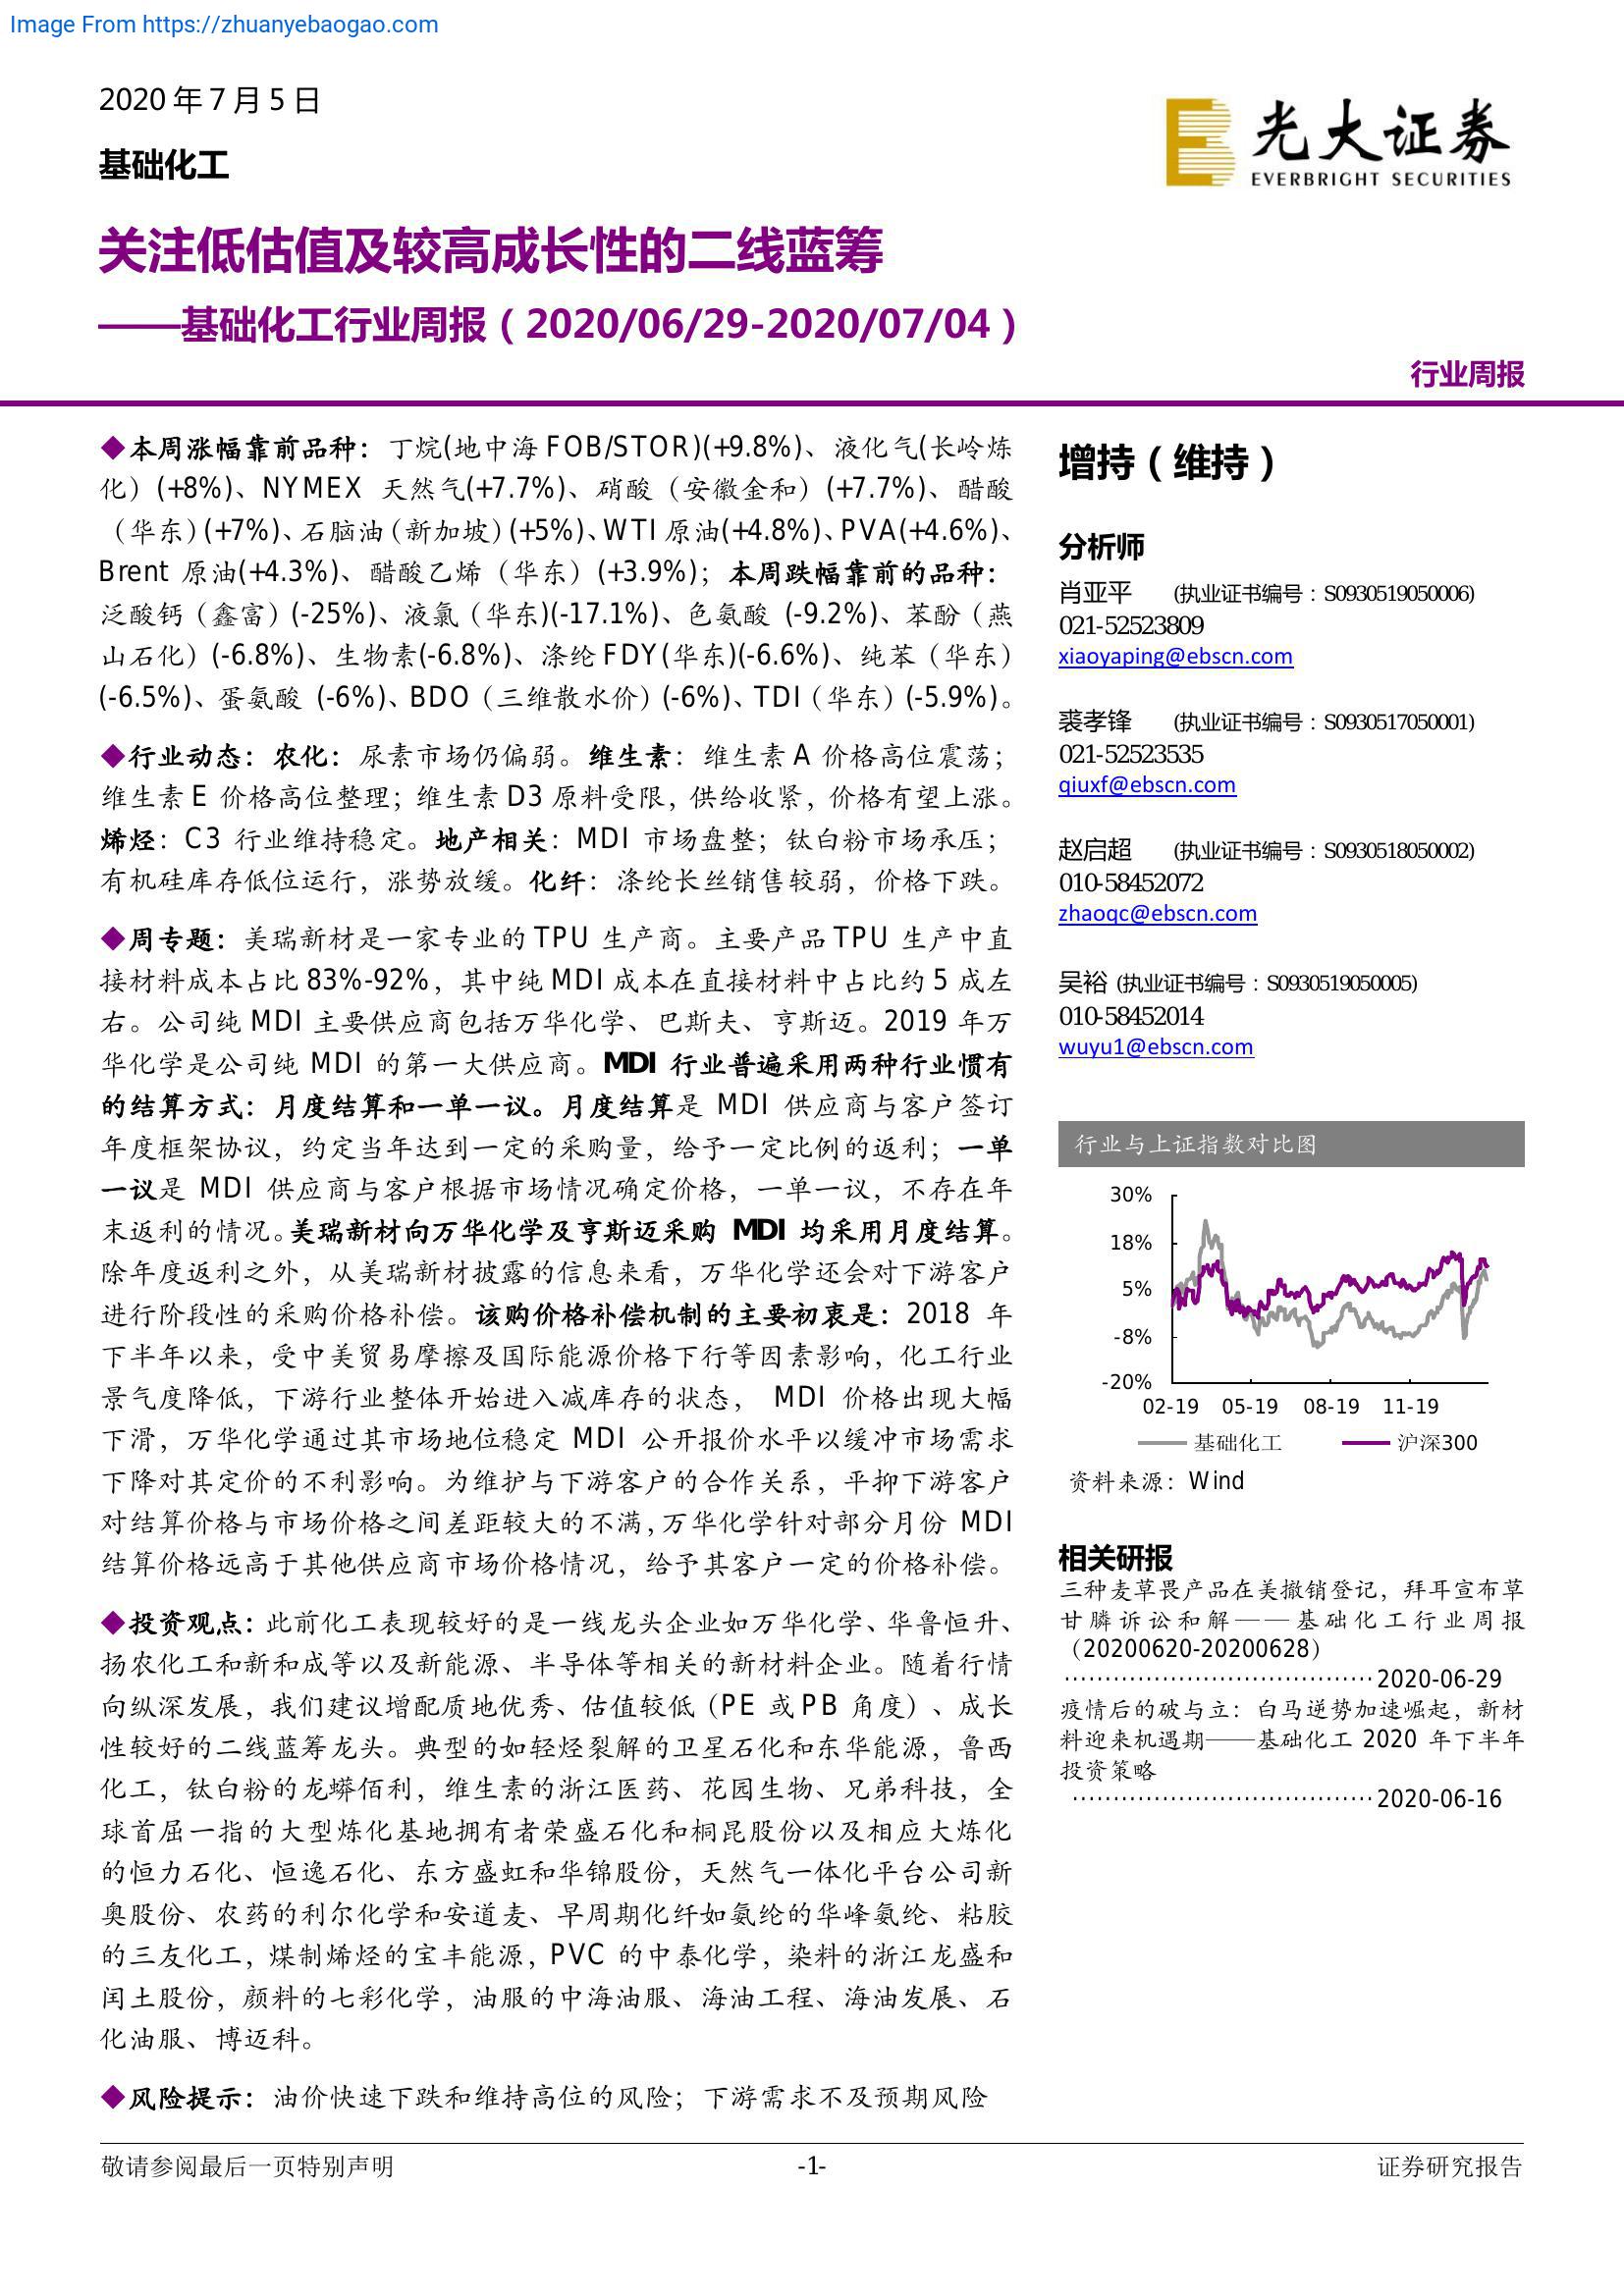 Image From https://zhuanyebaogao.com
2020 年 7 月 5 日
基础化工
光大证券
EVERBRIGHT SECURITIES
关注低估值及较高成长性的二线蓝筹
——基础化工行业周报（2020/06/29-2020/07/04）
行业周报
◆本周涨幅靠前品种：丁烷(地中海 FOB/STOR)(+9.8%)、液化气(长岭炼
化）(+8%)、NYMEX 天然气(+7.7%)、硝酸（安徽金和）(+7.7%)、醋酸
（华东）(+7%)、石脑油（新加坡）(+5%)、WTI 原油(+4.8%)、PVA(+4.6%)、
Brent 原油(+4.3%)、醋酸乙烯（华东）(+3.9%)；本周跌幅靠前的品种：
泛酸钙（鑫富）(-25%)、液氯（华东)(-17.1%)、色氨酸 (-9.2%)、苯酚（燕
山石化）(-6.8%)、生物素(-6.8%)、涤纶 FDY(华东)(-6.6%)、纯苯（华东）
(-6.5%)、蛋氨酸 (-6%)、BDO（三维散水价）(-6%)、TDI（华东）(-5.9%)。
◆行业动态：农化：尿素市场仍偏弱。维生素：维生素 A 价格高位震荡；
维生素 E 价格高位整理；维生素 D3 原料受限，供给收紧，价格有望上涨。
烯烃：C3 行业维持稳定。地产相关：MDI 市场盘整；钛白粉市场承压；
有机硅库存低位运行，涨势放缓。化纤：涤纶长丝销售较弱，价格下跌。
◆周专题：美瑞新材是一家专业的 TPU 生产商。主要产品 TPU 生产中直
接材料成本占比 83%-92%，其中纯 MDI 成本在直接材料中占比约 5 成左
右。公司纯 MDI 主要供应商包括万华化学、巴斯夫、亨斯迈。2019 年万
华化学是公司纯 MDI 的第一大供应商。MDI 行业普遍采用两种行业惯有
的结算方式：月度结算和一单一议。月度结算是 MDI 供应商与客户签订
年度框架协议，约定当年达到一定的采购量，给予一定比例的返利；一单
一议是 MDI 供应商与客户根据市场情况确定价格，一单一议，不存在年
末返利的情况。美瑞新材向万华化学及亨斯迈采购 MDI 均采用月度结算。
除年度返利之外，从美瑞新材披露的信息来看，万华化学还会对下游客户
进行阶段性的采购价格补偿。该购价格补偿机制的主要初衷是：2018 年
下半年以来，受中美贸易摩擦及国际能源价格下行等因素影响，化工行业
景气度降低，下游行业整体开始进入减库存的状态， MDI 价格出现大幅
下滑，万华化学通过其市场地位稳定 MDI 公开报价水平以缓冲市场需求
下降对其定价的不利影响。为维护与下游客户的合作关系，平抑下游客户
对结算价格与市场价格之间差距较大的不满，万华化学针对部分月份 MDI
结算价格远高于其他供应商市场价格情况，给予其客户一定的价格补偿。
◆投资观点：此前化工表现较好的是一线龙头企业如万华化学、华鲁恒升、
扬农化工和新和成等以及新能源、半导体等相关的新材料企业。随着行情
向纵深发展，我们建议增配质地优秀、估值较低（PE 或 PB 角度）、成长
性较好的二线蓝筹龙头。典型的如轻烃裂解的卫星石化和东华能源，鲁西
化工，钛白粉的龙蟒佰利，维生素的浙江医药、花园生物、兄弟科技，全
球首屈一指的大型炼化基地拥有者荣盛石化和桐昆股份以及相应大炼化
的恒力石化、恒逸石化、东方盛虹和华锦股份，天然气一体化平台公司新
奥股份、农药的利尔化学和安道麦、早周期化纤如氨纶的华峰氨纶、粘胶
的三友化工，煤制烯烃的宝丰能源，PVC 的中泰化学，染料的浙江龙盛和
闰土股份，颜料的七彩化学，油服的中海油服、海油工程、海油发展、石
化油服、博迈科。
◆风险提示：油价快速下跌和维持高位的风险；下游需求不及预期风险
增持（维持）
分析师
肖亚平 (执业证书编号：S0930519050006)
021-52523809
xiaoyaping@ebscn.com
裘孝锋 (执业证书编号：S0930517050001)
021-52523535
qiuxf@ebscn.com
赵启超 (执业证书编号：S0930518050002)
010-58452072
zhaoqc@ebscn.com
吴裕 (执业证书编号：S0930519050005)
010-58452014
wuyu1@ebscn.com
行业与上证指数对比图
30%
18%
5%
-8%
-20%
02-19 05-19 08-19 11-19
基础化工 沪深300
资料来源：Wind
相关研报
三种麦草畏产品在美撤销登记，拜耳宣布草
甘膦诉讼和解——基础化工行业周报
（20200620-20200628）
······································2020-06-29
疫情后的破与立：白马逆势加速崛起，新材
料迎来机遇期——基础化工 2020 年下半年
投资策略
·····································2020-06-16
敬请参阅最后一页特别声明 -1- 证券研究报告